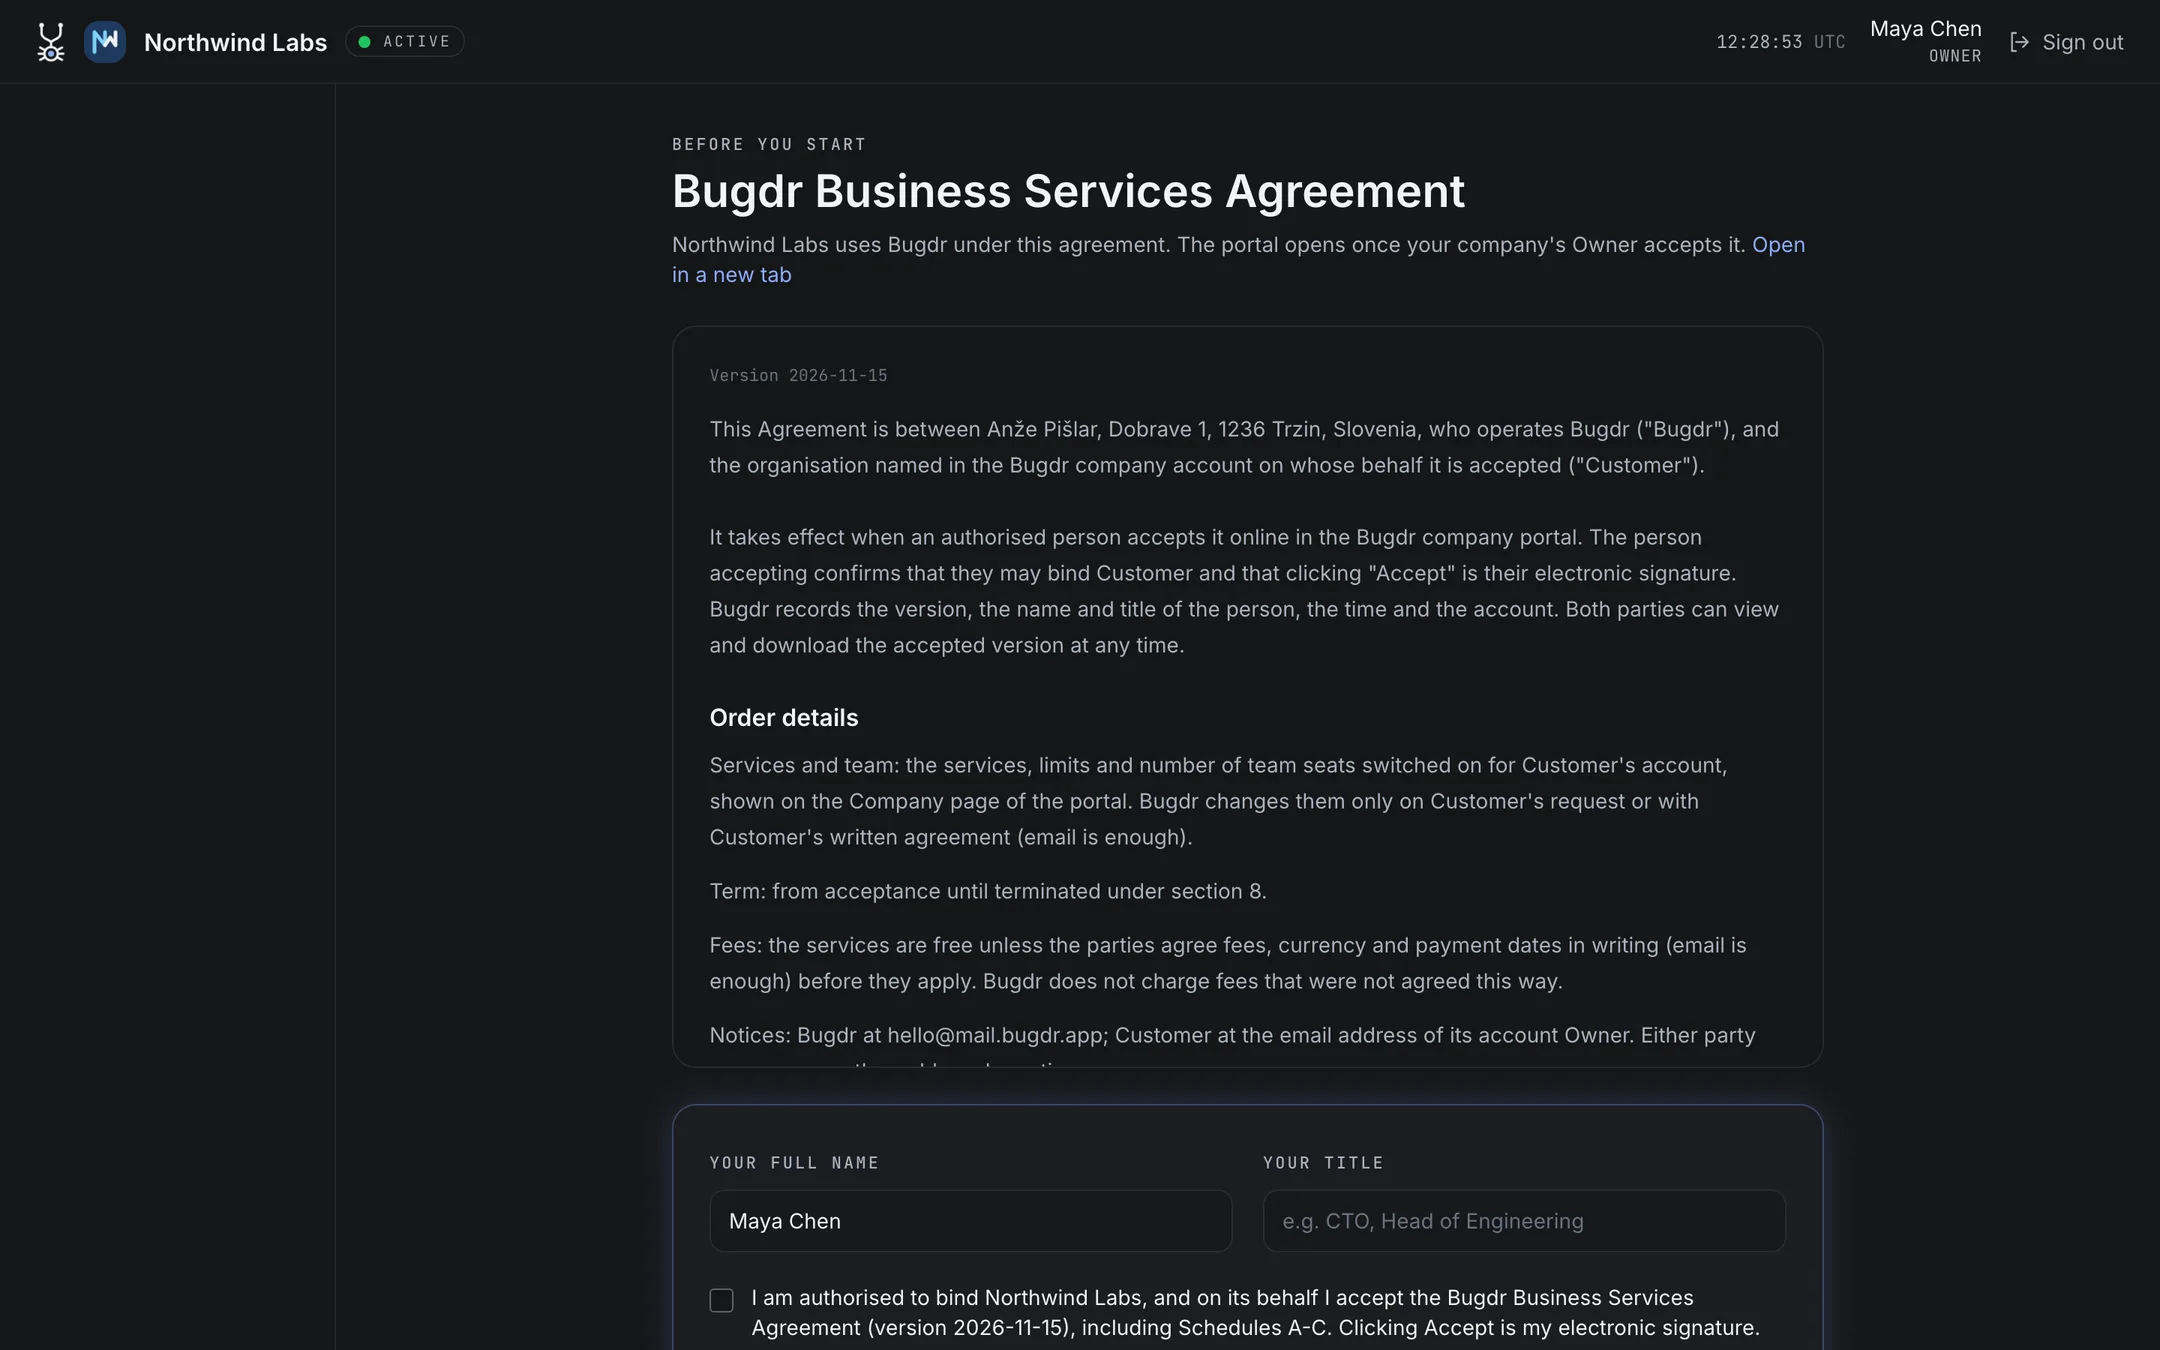 Northwind Labs
ACTIVE
12:28:53 UTC
Maya Chen
OWNER
Sign out
BEFORE YOU START
Bugdr Business Services Agreement
Northwind Labs uses Bugdr under this agreement. The portal opens once your company's Owner accepts it. Open
in a new tab
Version 2026-11-15
This Agreement is between Anže Pišlar, Dobrave 1, 1236 Trzin, Slovenia, who operates Bugdr ("Bugdr"), and
the organisation named in the Bugdr company account on whose behalf it is accepted ("Customer").
It takes effect when an authorised person accepts it online in the Bugdr company portal. The person
accepting confirms that they may bind Customer and that clicking "Accept" is their electronic signature.
Bugdr records the version, the name and title of the person, the time and the account. Both parties can view
and download the accepted version at any time.
Order details
Services and team: the services, limits and number of team seats switched on for Customer's account,
shown on the Company page of the portal. Bugdr changes them only on Customer's request or with
Customer's written agreement (email is enough).
Term: from acceptance until terminated under section 8.
Fees: the services are free unless the parties agree fees, currency and payment dates in writing (email is
enough) before they apply. Bugdr does not charge fees that were not agreed this way.
Notices: Bugdr at hello@mail.bugdr.app; Customer at the email address of its account Owner. Either party
YOUR FULL NAME
YOUR TITLE
Maya Chen
e.g. CTO, Head of Engineering
I am authorised to bind Northwind Labs, and on its behalf I accept the Bugdr Business Services
Agreement (version 2026-11-15), including Schedules A-C. Clicking Accept is my electronic signature.